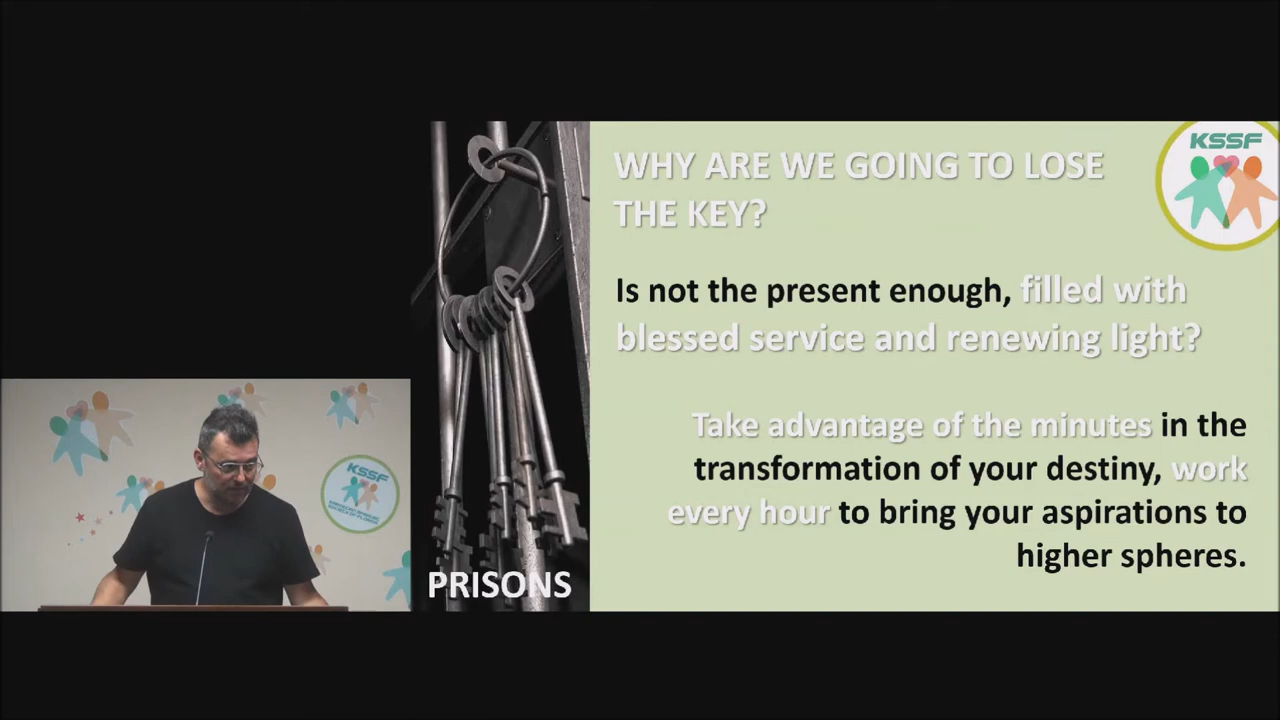 KSSF
WHY ARE WE GOING TO LOSE
THE KEY?
Is not the present enough, filled with
blessed service and renewing light?
Take advantage of the minutes in the
transformation of your destiny, work
every hour to bring your aspirations to
higher spheres.
PRISONS
KSSF